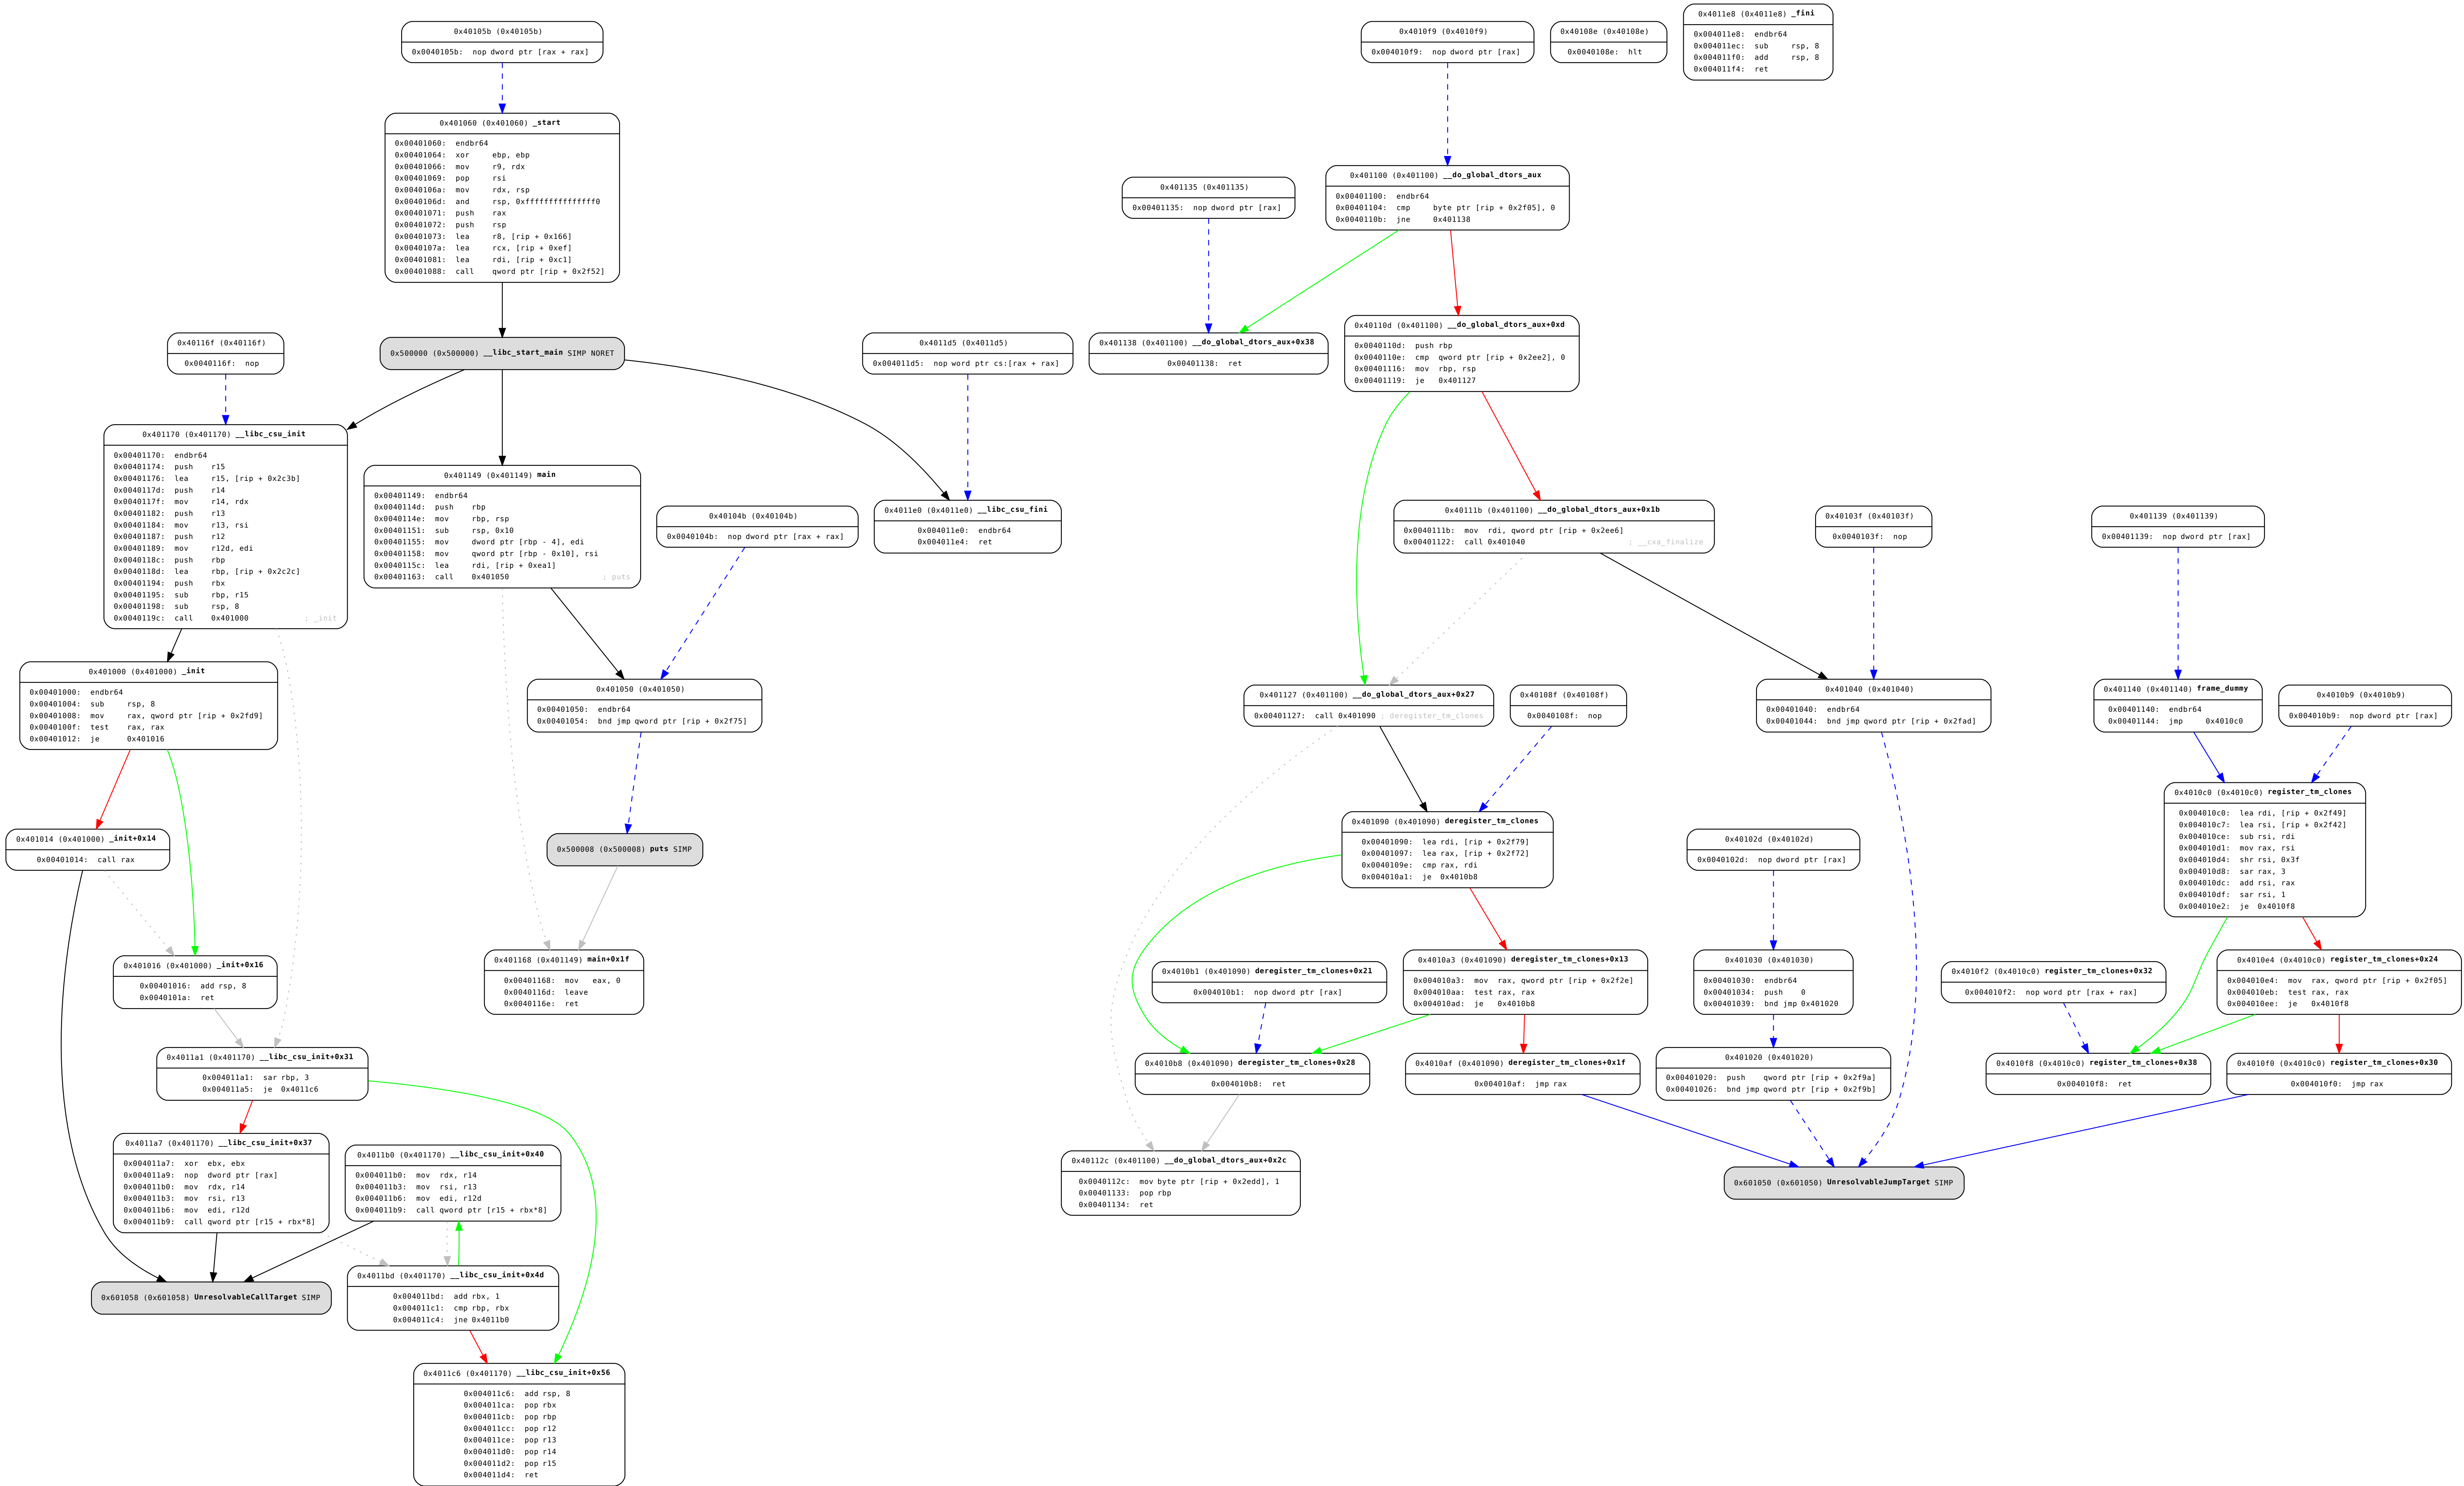 0x40105b (0x40105b)
0x0040105b: nop dword ptr [rax + rax]
0x401060 (0x401060) _start
0x00401060: endbr64
0x00401064: xor ebp, ebp
0x00401066: mov r9, rdx
0x00401069: pop rsi
0x0040106a: mov rdx, rsp
0x0040106d: and rsp, 0xfffffffffffffff0
0x00401071: push rax
0x00401072: push rsp
0x00401073: lea r8, [rip + 0x166]
0x0040107a: lea rcx, [rip + 0xef]
0x00401081: lea rdi, [rip + 0xc1]
0x00401088: call qword ptr [rip + 0x2f52]
0x500000 (0x500000) __libc_start_main SIMP NORET
0x40116f (0x40116f)
0x0040116f: nop
0x401170 (0x401170) __libc_csu_init
0x00401170: endbr64
0x00401174: push r15
0x00401176: lea r15, [rip + 0x2c3b]
0x0040117d: push r14
0x0040117f: mov r14, rdx
0x00401182: push r13
0x00401184: mov r13, rsi
0x00401187: push r12
0x00401189: mov r12d, edi
0x0040118c: push rbp
0x0040118d: lea rbp, [rip + 0x2c2c]
0x00401194: push rbx
0x00401195: sub rbp, r15
0x00401198: sub rsp, 8
0x0040119c: call 0x401000 ; _init
0x401149 (0x401149) main
0x00401149: endbr64
0x0040114d: push rbp
0x0040114e: mov rbp, rsp
0x00401151: sub rsp, 0x10
0x00401155: mov dword ptr [rbp - 4], edi
0x00401158: mov qword ptr [rbp - 0x10], rsi
0x0040115c: lea rdi, [rip + 0xea1]
0x00401163: call 0x401050 ; puts
0x40104b (0x40104b)
0x0040104b: nop dword ptr [rax + rax]
0x4011d5 (0x4011d5)
0x004011d5: nop word ptr cs:[rax + rax]
0x4011e0 (0x4011e0) __libc_csu_fini
0x004011e0: endbr64
0x004011e4: ret
0x401000 (0x401000) _init
0x00401000: endbr64
0x00401004: sub rsp, 8
0x00401008: mov rax, qword ptr [rip + 0x2fd9]
0x0040100f: test rax, rax
0x00401012: je 0x401016
0x401050 (0x401050)
0x00401050: endbr64
0x00401054: bnd jmp qword ptr [rip + 0x2f75]
0x401014 (0x401000) _init+0x14
0x00401014: call rax
0x500008 (0x500008) puts SIMP
0x401016 (0x401000) _init+0x16
0x00401016: add rsp, 8
0x0040101a: ret
0x401168 (0x401149) main+0x1f
0x00401168: mov eax, 0
0x0040116d: leave
0x0040116e: ret
0x4011a1 (0x401170) __libc_csu_init+0x31
0x004011a1: sar rbp, 3
0x004011a5: je 0x4011c6
0x4011a7 (0x401170) __libc_csu_init+0x37
0x004011a7: xor ebx, ebx
0x004011a9: nop dword ptr [rax]
0x004011b0: mov rdx, r14
0x004011b3: mov rsi, r13
0x004011b6: mov edi, r12d
0x004011b9: call qword ptr [r15 + rbx*8]
0x4011b0 (0x401170) __libc_csu_init+0x40
0x004011b0: mov rdx, r14
0x004011b3: mov rsi, r13
0x004011b6: mov edi, r12d
0x004011b9: call qword ptr [r15 + rbx*8]
0x601058 (0x601058) UnresolvableCallTarget SIMP
0x4011bd (0x401170) __libc_csu_init+0x4d
0x004011bd: add rbx, 1
0x004011c1: cmp rbp, rbx
0x004011c4: jne 0x4011b0
0x4011c6 (0x401170) __libc_csu_init+0x56
0x004011c6: add rsp, 8
0x004011ca: pop rbx
0x004011cb: pop rbp
0x004011cc: pop r12
0x004011ce: pop r13
0x004011d0: pop r14
0x004011d2: pop r15
0x004011d4: ret
0x4010f9 (0x4010f9)
0x004010f9: nop dword ptr [rax]
0x40108e (0x40108e)
0x0040108e: hlt
0x4011e8 (0x4011e8) _fini
0x004011e8: endbr64
0x004011ec: sub rsp, 8
0x004011f0: add rsp, 8
0x004011f4: ret
0x401135 (0x401135)
0x00401135: nop dword ptr [rax]
0x401100 (0x401100) __do_global_dtors_aux
0x00401100: endbr64
0x00401104: cmp byte ptr [rip + 0x2f05], 0
0x0040110b: jne 0x401138
0x401138 (0x401100) __do_global_dtors_aux+0x38
0x00401138: ret
0x40110d (0x401100) __do_global_dtors_aux+0xd
0x0040110d: push rbp
0x0040110e: cmp qword ptr [rip + 0x2ee2], 0
0x00401116: mov rbp, rsp
0x00401119: je 0x401127
0x40111b (0x401100) __do_global_dtors_aux+0x1b
0x0040111b: mov rdi, qword ptr [rip + 0x2ee6]
0x00401122: call 0x401040 ; __cxa_finalize
0x40103f (0x40103f)
0x0040103f: nop
0x401139 (0x401139)
0x00401139: nop dword ptr [rax]
0x401127 (0x401100) __do_global_dtors_aux+0x27
0x00401127: call 0x401090 ; deregister_tm_clones
0x40108f (0x40108f)
0x0040108f: nop
0x401040 (0x401040)
0x00401040: endbr64
0x00401044: bnd jmp qword ptr [rip + 0x2fad]
0x401140 (0x401140) frame_dummy
0x00401140: endbr64
0x00401144: jmp 0x4010c0
0x4010b9 (0x4010b9)
0x004010b9: nop dword ptr [rax]
0x401090 (0x401090) deregister_tm_clones
0x00401090: lea rdi, [rip + 0x2f79]
0x00401097: lea rax, [rip + 0x2f72]
0x0040109e: cmp rax, rdi
0x004010a1: je 0x4010b8
0x40102d (0x40102d)
0x0040102d: nop dword ptr [rax]
0x4010c0 (0x4010c0) register_tm_clones
0x004010c0: lea rdi, [rip + 0x2f49]
0x004010c7: lea rsi, [rip + 0x2f42]
0x004010ce: sub rsi, rdi
0x004010d1: mov rax, rsi
0x004010d4: shr rsi, 0x3f
0x004010d8: sar rax, 3
0x004010dc: add rsi, rax
0x004010df: sar rsi, 1
0x004010e2: je 0x4010f8
0x4010b1 (0x401090) deregister_tm_clones+0x21
0x004010b1: nop dword ptr [rax]
0x4010a3 (0x401090) deregister_tm_clones+0x13
0x004010a3: mov rax, qword ptr [rip + 0x2f2e]
0x004010aa: test rax, rax
0x004010ad: je 0x4010b8
0x401030 (0x401030)
0x00401030: endbr64
0x00401034: push 0
0x00401039: bnd jmp 0x401020
0x4010f2 (0x4010c0) register_tm_clones+0x32
0x004010f2: nop word ptr [rax + rax]
0x4010e4 (0x4010c0) register_tm_clones+0x24
0x004010e4: mov rax, qword ptr [rip + 0x2f05]
0x004010eb: test rax, rax
0x004010ee: je 0x4010f8
0x4010b8 (0x401090) deregister_tm_clones+0x28
0x004010b8: ret
0x4010af (0x401090) deregister_tm_clones+0x1f
0x004010af: jmp rax
0x401020 (0x401020)
0x00401020: push qword ptr [rip + 0x2f9a]
0x00401026: bnd jmp qword ptr [rip + 0x2f9b]
0x4010f8 (0x4010c0) register_tm_clones+0x38
0x004010f8: ret
0x4010f0 (0x4010c0) register_tm_clones+0x30
0x004010f0: jmp rax
0x40112c (0x401100) __do_global_dtors_aux+0x2c
0x0040112c: mov byte ptr [rip + 0x2edd], 1
0x00401133: pop rbp
0x00401134: ret
0x601050 (0x601050) UnresolvableJumpTarget SIMP